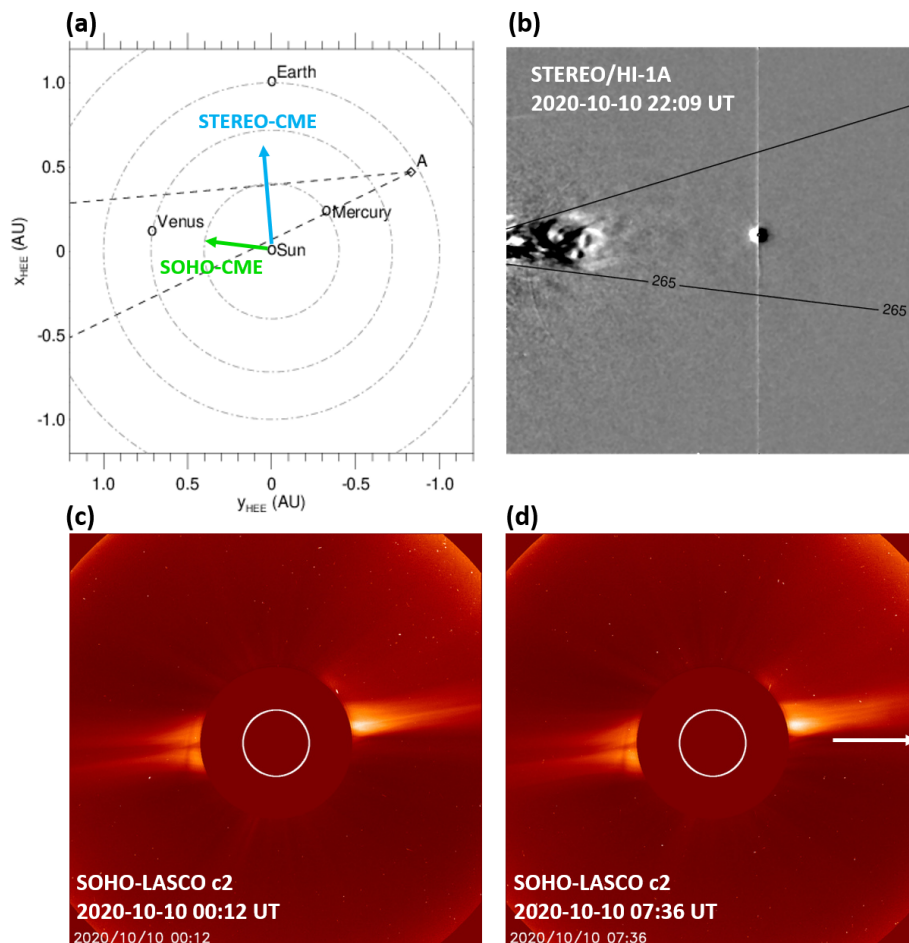 (a)
1.0
0.5
0
-0.5
-1.0
x_HEE (AU)
Earth
STEREO-CME
A
Mercury
Venus
Sun
SOHO-CME
1.0
0.5
0
-0.5
-1.0
y_HEE (AU)
(b)
STEREO/HI-1A
2020-10-10 22:09 UT
265
265
(c)
SOHO-LASCO c2
2020-10-10 00:12 UT
2020/10/10 00:12
(d)
SOHO-LASCO c2
2020-10-10 07:36 UT
2020/10/10 07:36